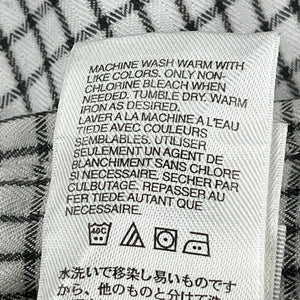 MACHINE WASH WARM WITH
LIKE COLORS. ONLY NON-
CHLORINE BLEACH WHEN
NEEDED. TUMBLE DRY. WARM
IRON AS DESIRED.
LAVER A LA MACHINE A L'EAU
TIEDE AVEC COULEURS
SEMBLABLES. UTILISER
SEULEMENT UN AGENT DE
BLANCHIMENT SANS CHLORE
SI NECESSAIRE. SECHER PAR
CULBUTAGE. REPASSER AU
FER TIEDE AUTANT QUE
NECESSAIRE.
水洗いで移染し易いものです
から、他のものと分けて